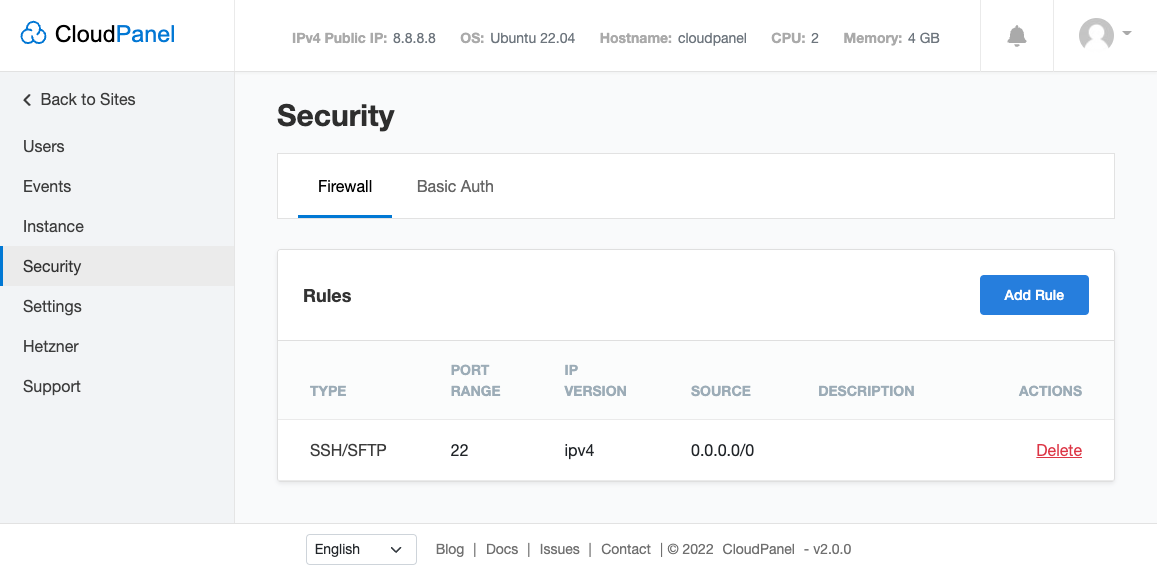 CloudPanel
IPv4 Public IP: 8.8.8.8 OS: Ubuntu 22.04 Hostname: cloudpanel CPU: 2 Memory: 4 GB
Back to Sites
Users
Events
Instance
Security
Settings
Hetzner
Support
Security
Firewall Basic Auth
Rules Add Rule
TYPE PORT RANGE IP VERSION SOURCE DESCRIPTION ACTIONS
SSH/SFTP 22 ipv4 0.0.0.0/0 Delete
English Blog | Docs | Issues | Contact | © 2022 CloudPanel - v2.0.0